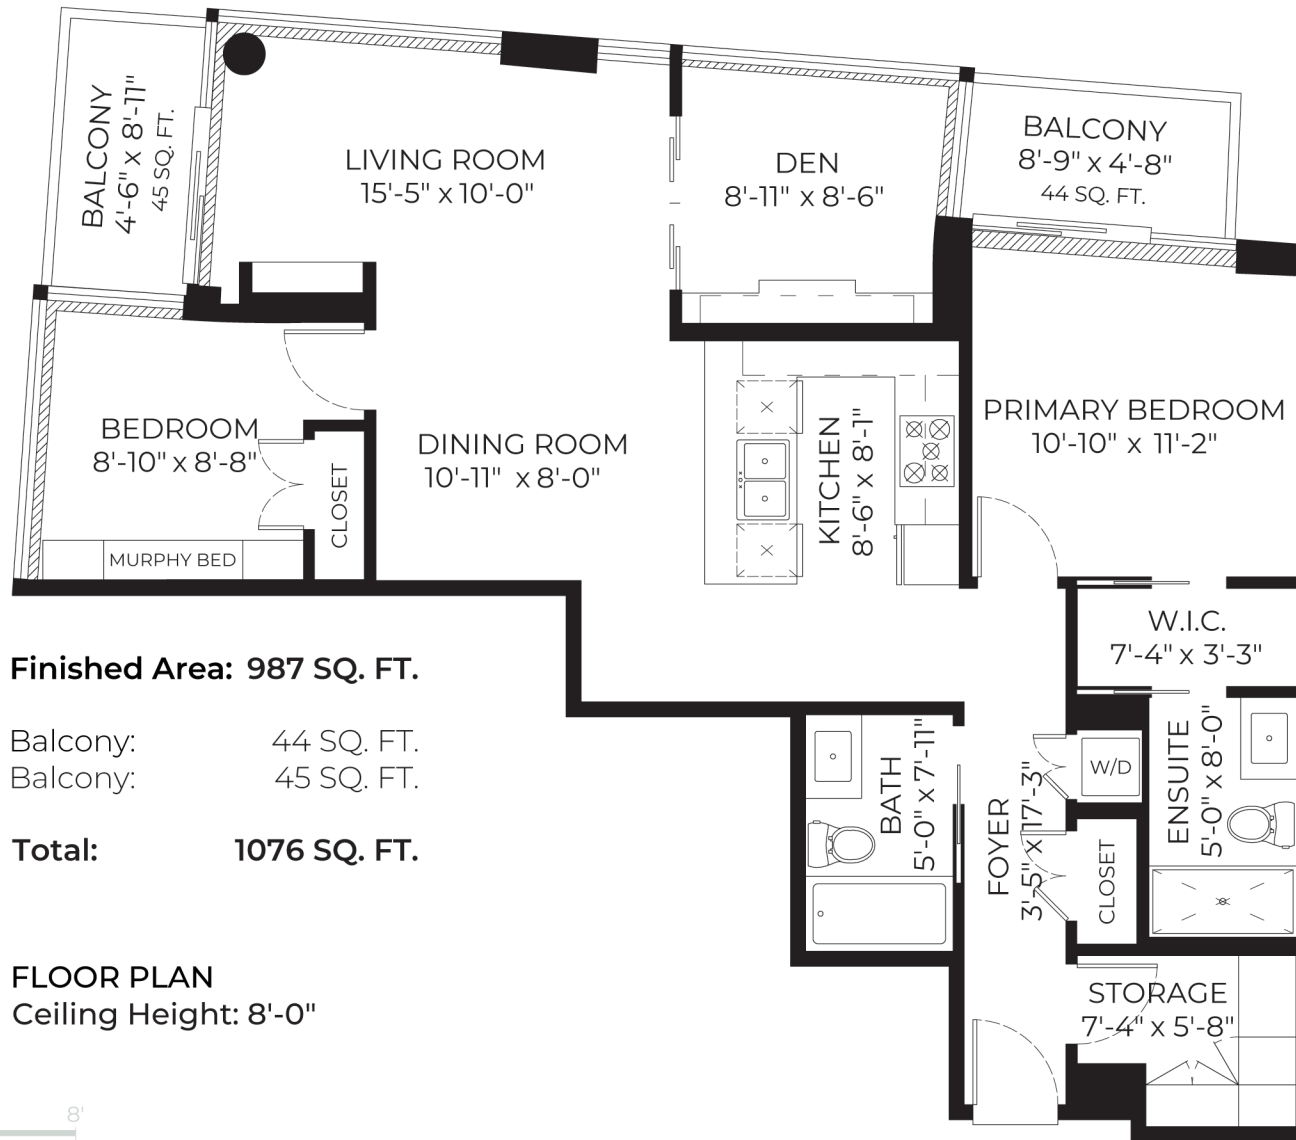 BALCONY
4'-6" x 8'-11"
45 SQ. FT.
LIVING ROOM
15'-5" x 10'-0"
DEN
8'-11" x 8'-6"
BALCONY
8'-9" x 4'-8"
44 SQ. FT.
BEDROOM
8'-10" x 8'-8"
CLOSET
MURPHY BED
DINING ROOM
10'-11" x 8'-0"
KITCHEN
8'-6" x 8'-1"
PRIMARY BEDROOM
10'-10" x 11'-2"
W.I.C.
7'-4" x 3'-3"
Finished Area: 987 SQ. FT.
Balcony: 44 SQ. FT.
Balcony: 45 SQ. FT.
Total: 1076 SQ. FT.
BATH
5'-0" x 7'-11"
FOYER
3'-5" x 17'-3"
W/D
CLOSET
ENSUITE
5'-0" x 8'-0"
STORAGE
7'-4" x 5'-8"
FLOOR PLAN
Ceiling Height: 8'-0"
8'